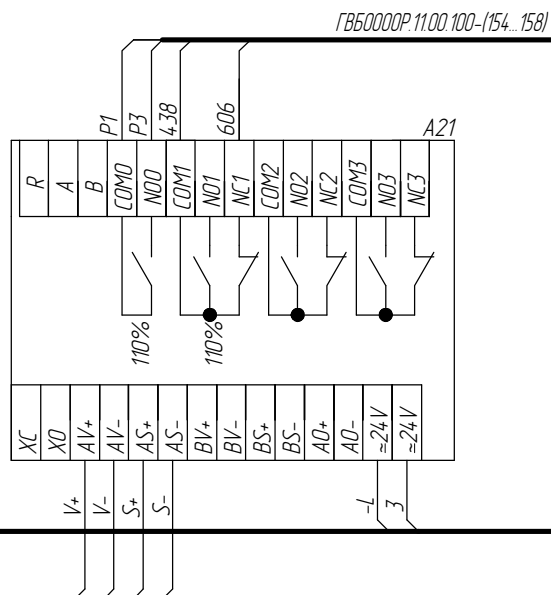 ГВБ0000Р.11.00.100-(154...158)
P1
P3
438
606
A21
R
A
B
COM0
NO0
COM1
NO1
NC1
COM2
NO2
NC2
COM3
NO3
NC3
110%
110%
XC
XO
AV+
AV-
AS+
AS-
BV+
BV-
BS+
BS-
AO+
AO-
≃24V
≃24V
V+
V-
S+
S-
-L
3